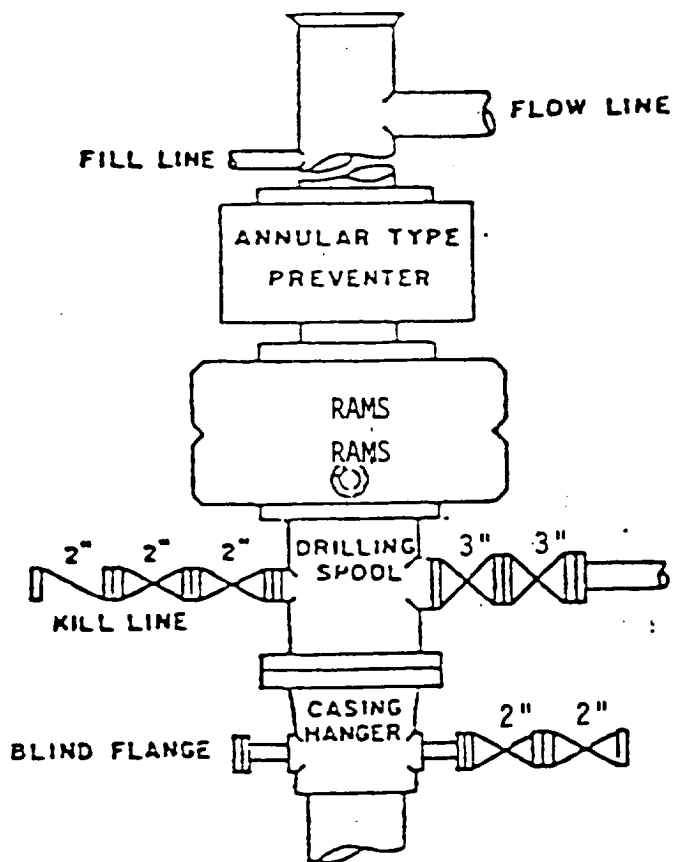 FLOW LINE
FILL LINE
ANNULAR TYPE
PREVENTER
RAMS
RAMS
2" 2" 2"
DRILLING
SPOOL
3" 3"
KILL LINE
CASING
HANGER
2" 2"
BLIND FLANGE